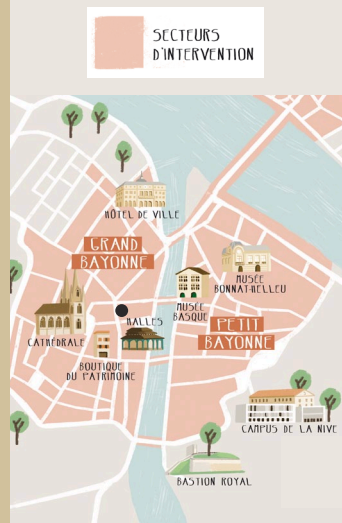 SECTEURS
D'INTERVENTION
HÔTEL DE VILLE
GRAND
BAYONNE
MUSÉE
BONNAT-HELLEU
MUSÉE
BASQUE
HALLES
PETIT
BAYONNE
CATHÉDRALE
BOUTIQUE
DU PATRIMOINE
CAMPUS DE LA NIVE
BASTION ROYAL